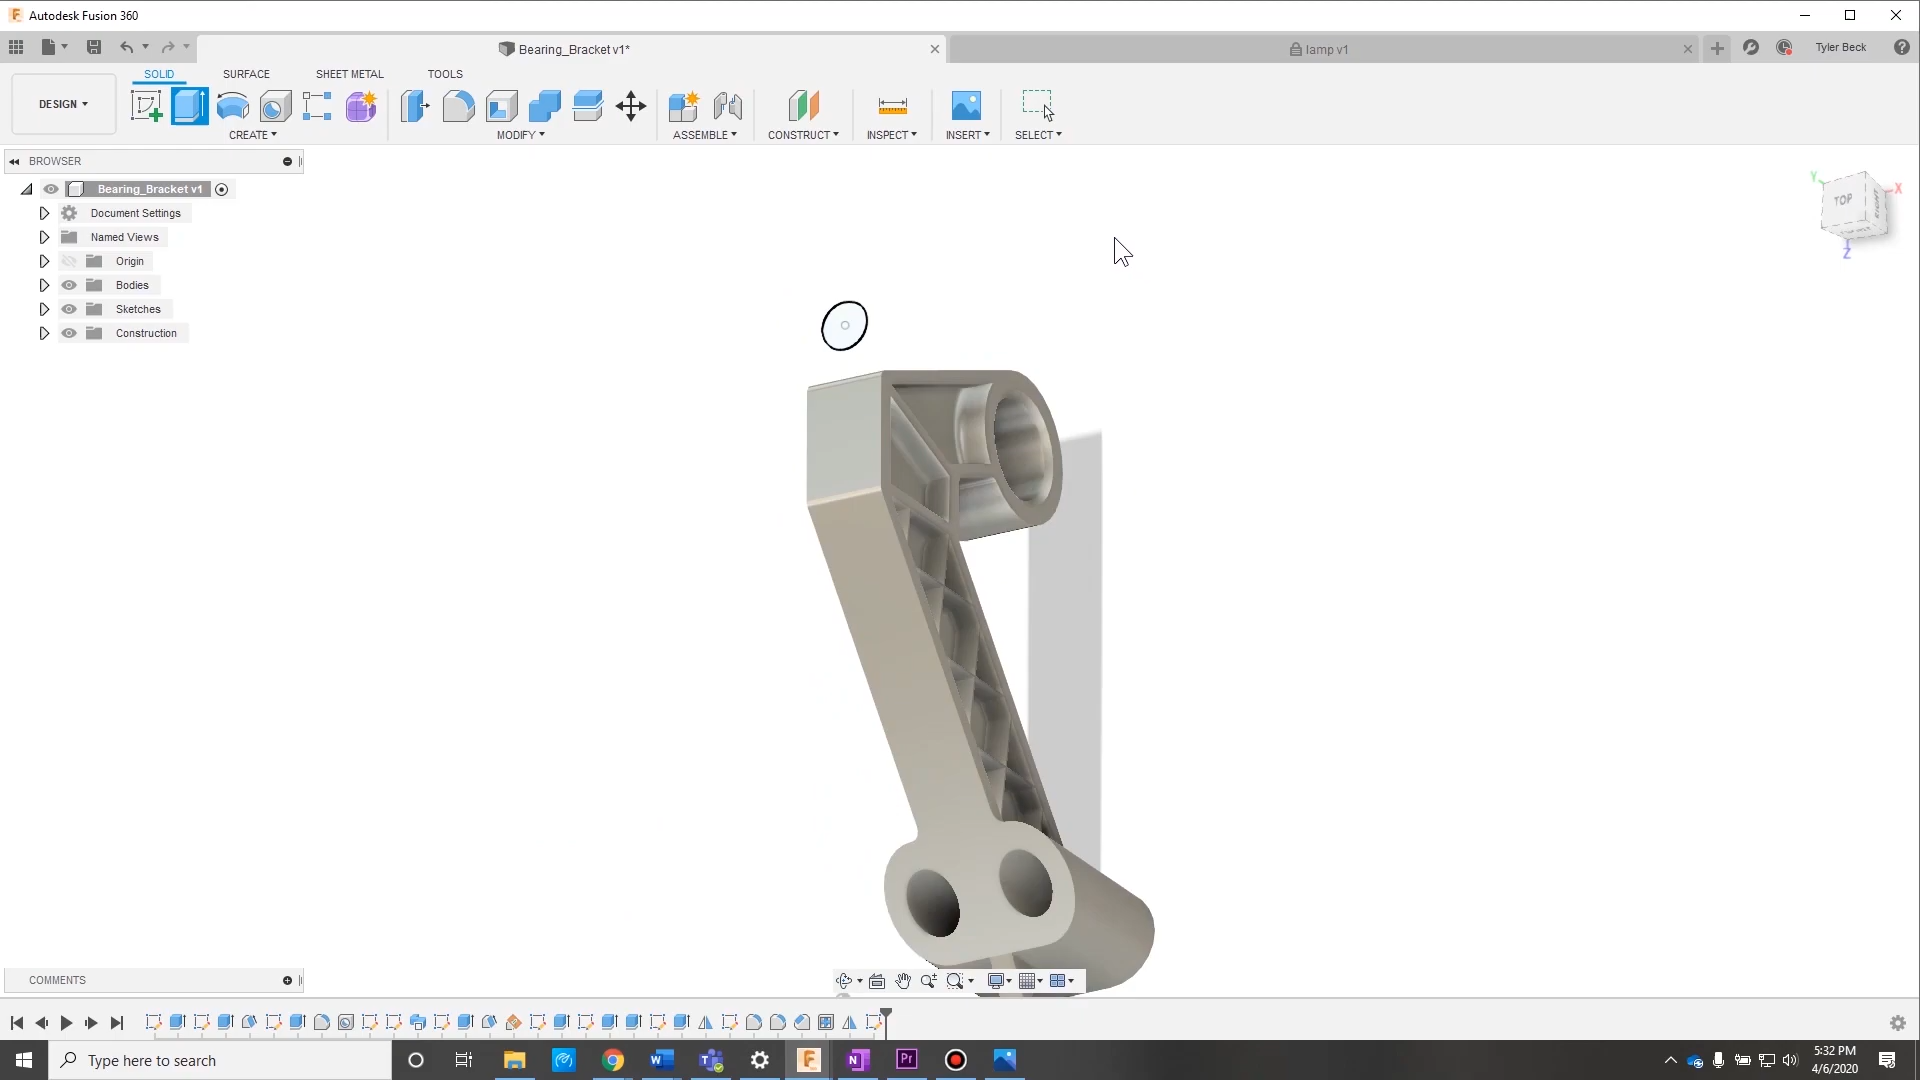 Autodesk Fusion 360
Bearing_Bracket v1*
lamp v1
Tyler Beck
SOLID
SURFACE
SHEET METAL
TOOLS
DESIGN
CREATE
MODIFY
ASSEMBLE
CONSTRUCT
INSPECT
INSERT
SELECT
BROWSER
Bearing_Bracket v1
Document Settings
Named Views
Origin
Bodies
Sketches
Construction
Y
X
TOP
RIGHT
Z
COMMENTS
Type here to search
5:32 PM
4/6/2020